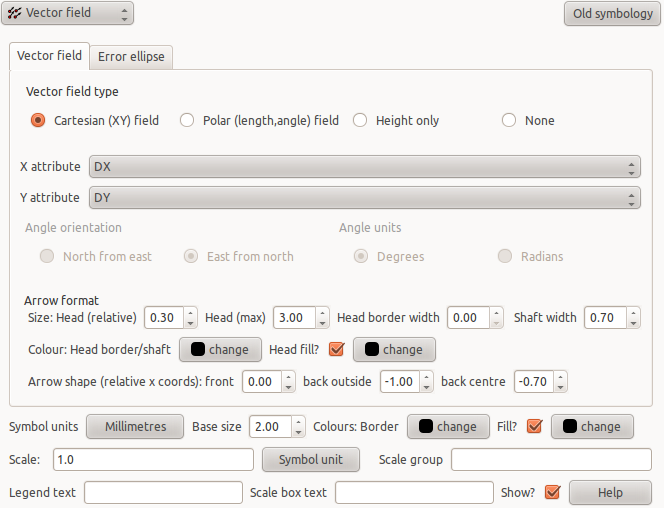 Vector field Old symbology
Vector field Error ellipse
Vector field type
Cartesian (XY) field Polar (length,angle) field Height only None
X attribute DX
Y attribute DY
Angle orientation Angle units
North from east East from north Degrees Radians
Arrow format
Size: Head (relative) 0.30 Head (max) 3.00 Head border width 0.00 Shaft width 0.70
Colour: Head border/shaft change Head fill? change
Arrow shape (relative x coords): front 0.00 back outside -1.00 back centre -0.70
Symbol units Millimetres Base size 2.00 Colours: Border change Fill? change
Scale: 1.0 Symbol unit Scale group
Legend text Scale box text Show? Help